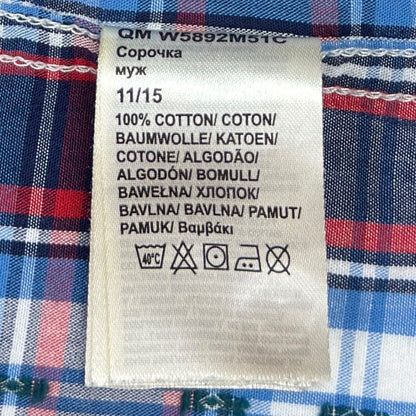 QM W5892M51C
Сорочка
муж
11/15
100% COTTON/ COTON/
BAUMWOLLE/ KATOEN/
COTONE/ ALGODÃO/
ALGODÓN/ BOMULL/
BAWEŁNA/ ХЛОПОК/
BAVLNA/ BAVLNA/ PAMUT/
PAMUK/ Βαμβάκι
40°C